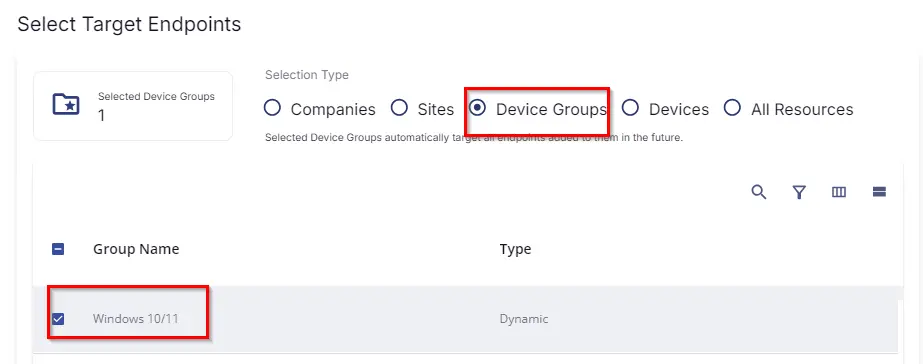 Select Target Endpoints
Selected Device Groups
1
Selection Type
Companies Sites Device Groups Devices All Resources
Selected Device Groups automatically target all endpoints added to them in the future.
Group Name Type
Windows 10/11 Dynamic